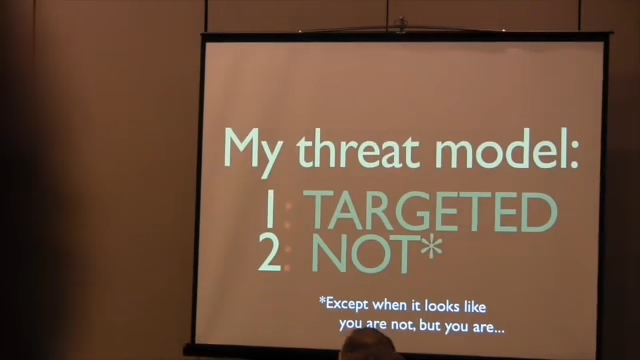 My threat model:
1: TARGETED
2: NOT*
*Except when it looks like
you are not, but you are...